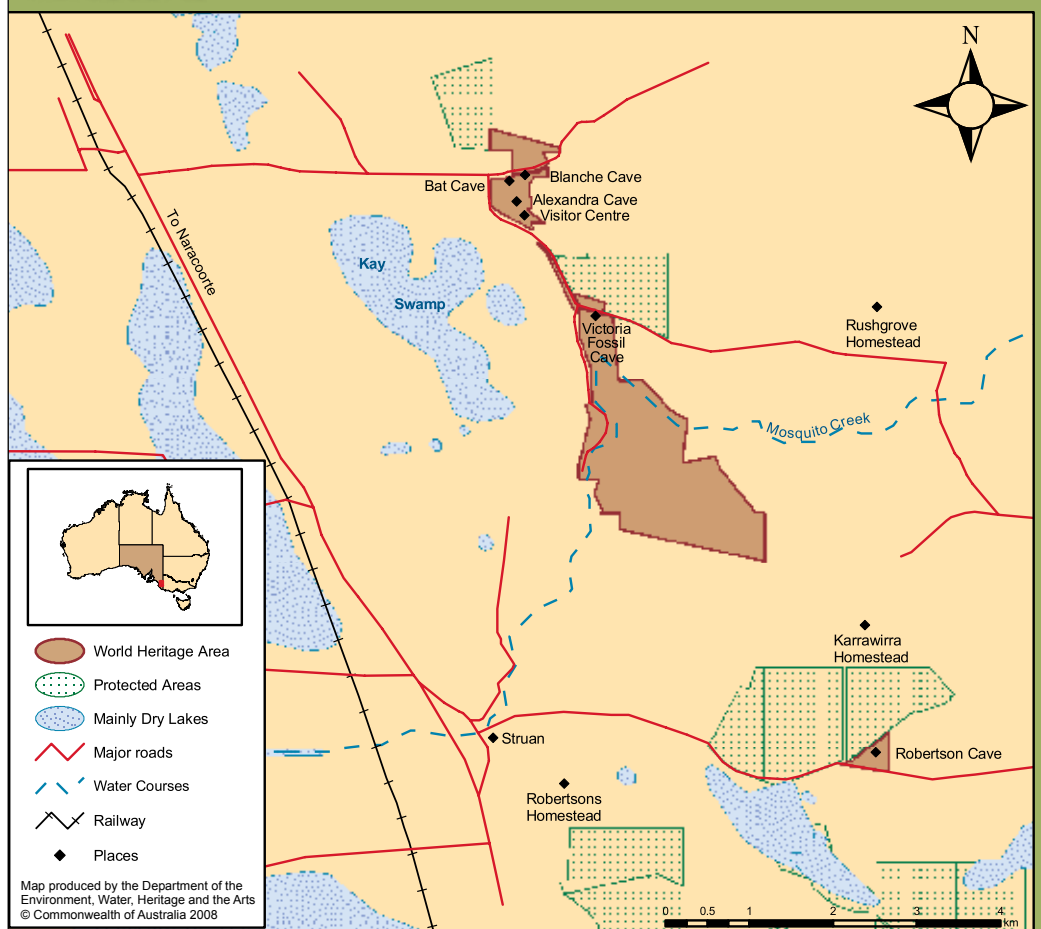 N
Bat Cave
Blanche Cave
Alexandra Cave
Visitor Centre
To Naracoorte
Kay
Swamp
Victoria
Fossil
Cave
Rushgrove
Homestead
Mosquito Creek
Karrawirra
Homestead
Robertson Cave
Struan
Robertsons
Homestead
World Heritage Area
Protected Areas
Mainly Dry Lakes
Major roads
Water Courses
Railway
Places
Map produced by the Department of the
Environment, Water, Heritage and the Arts
© Commonwealth of Australia 2008
0 0.5 1 2 3 4
km